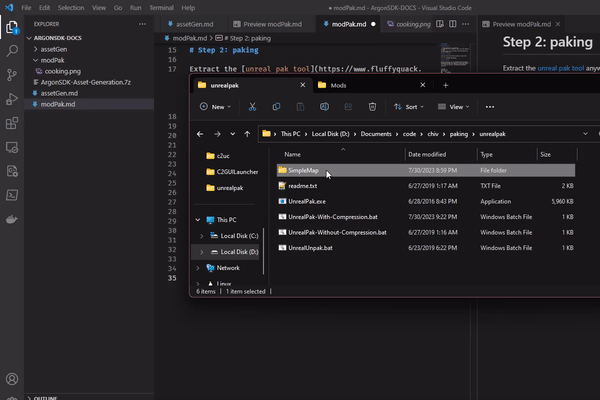 File Edit Selection View Go Run Terminal Help
• modPak.md - ArgonSDK-DOCS - Visual Studio Code
EXPLORER
assetGen.md
Preview modPak.md
modPak.md
cooking.png
Preview modPak.md
modPak.md > # Step 2: paking
ARGONSDK-DOCS
assetGen
modPak
cooking.png
ArgonSDK-Asset-Generation.7z
assetGen.md
modPak.md
OUTLINE
15 # Step 2: paking
16
17 Extract the [unreal pak tool](https://www.fluffyquack.
18
19
20
21
22
23
24
25
26
27
28
29
30
31
32
33
34
35
Step 2: paking
Extract the unreal pak tool anyw
unrealpak
Mods
New
Sort
View
This PC > Local Disk (D:) > Documents > code > chiv > paking > unrealpak
c2uc
C2GUILauncher
unrealpak
This PC
Local Disk (C:)
Local Disk (D:)
Network
Linux
Name Date modified Type Size
SimpleMap 7/30/2023 8:59 PM File folder
readme.txt 6/27/2019 1:17 AM TXT File 2 KB
UnrealPak.exe 6/28/2016 8:43 PM Application 5,960 KB
UnrealPak-With-Compression.bat 7/30/2023 9:22 PM Windows Batch File 1 KB
UnrealPak-Without-Compression.bat 6/27/2019 1:16 AM Windows Batch File 1 KB
UnrealUnpak.bat 6/23/2019 6:22 PM Windows Batch File 1 KB
6 items 1 item selected